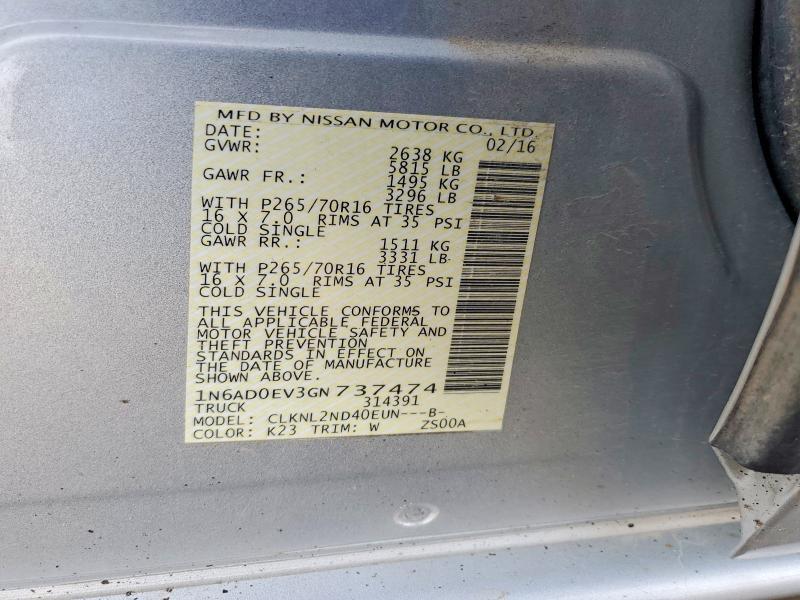 MFD BY NISSAN MOTOR CO., LTD.
DATE: 02/16
GVWR: 2638 KG
5815 LB
GAWR FR.: 1495 KG
3296 LB
WITH P265/70R16 TIRES
16 X 7.0 RIMS AT 35 PSI
COLD SINGLE
GAWR RR.: 1511 KG
3331 LB
WITH P265/70R16 TIRES
16 X 7.0 RIMS AT 35 PSI
COLD SINGLE
THIS VEHICLE CONFORMS TO
ALL APPLICABLE FEDERAL
MOTOR VEHICLE SAFETY AND
THEFT PREVENTION
STANDARDS IN EFFECT ON
THE DATE OF MANUFACTURE
SHOWN ABOVE.
1N6AD0EV3GN737474
TRUCK 314391
MODEL: CLKNL2ND40EUN---B-
COLOR: K23 TRIM: W ZS00A